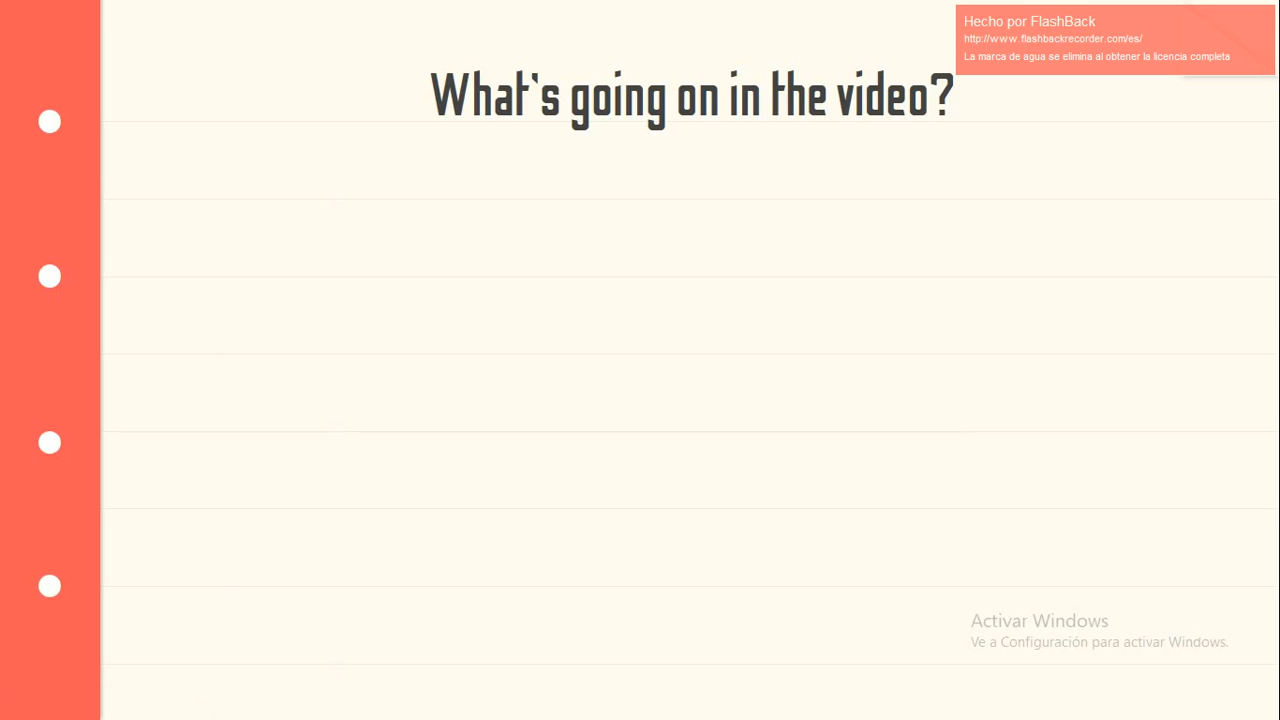 Hecho por FlashBack
http://www.flashbackrecorder.com/es/
La marca de agua se elimina al obtener la licencia completa
What's going on in the video?
Activar Windows
Ve a Configuración para activar Windows.